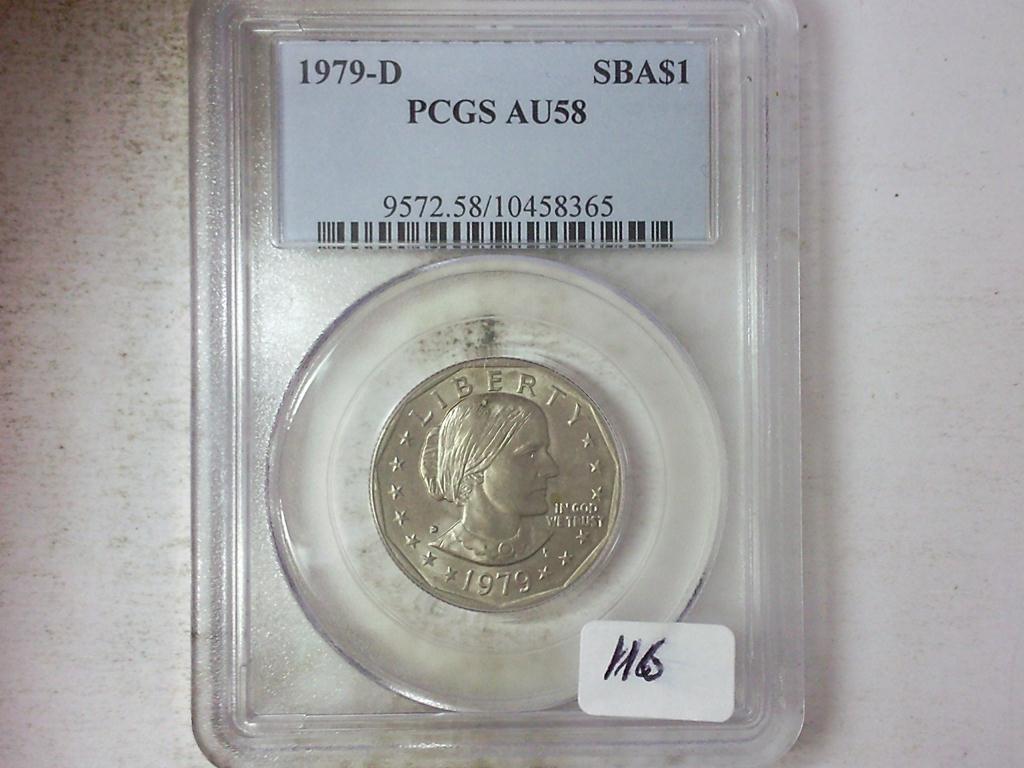 1979-D SBA$1
PCGS AU58
9572.58/10458365
LIBERTY
IN GOD
WE TRUST
D
1979
116